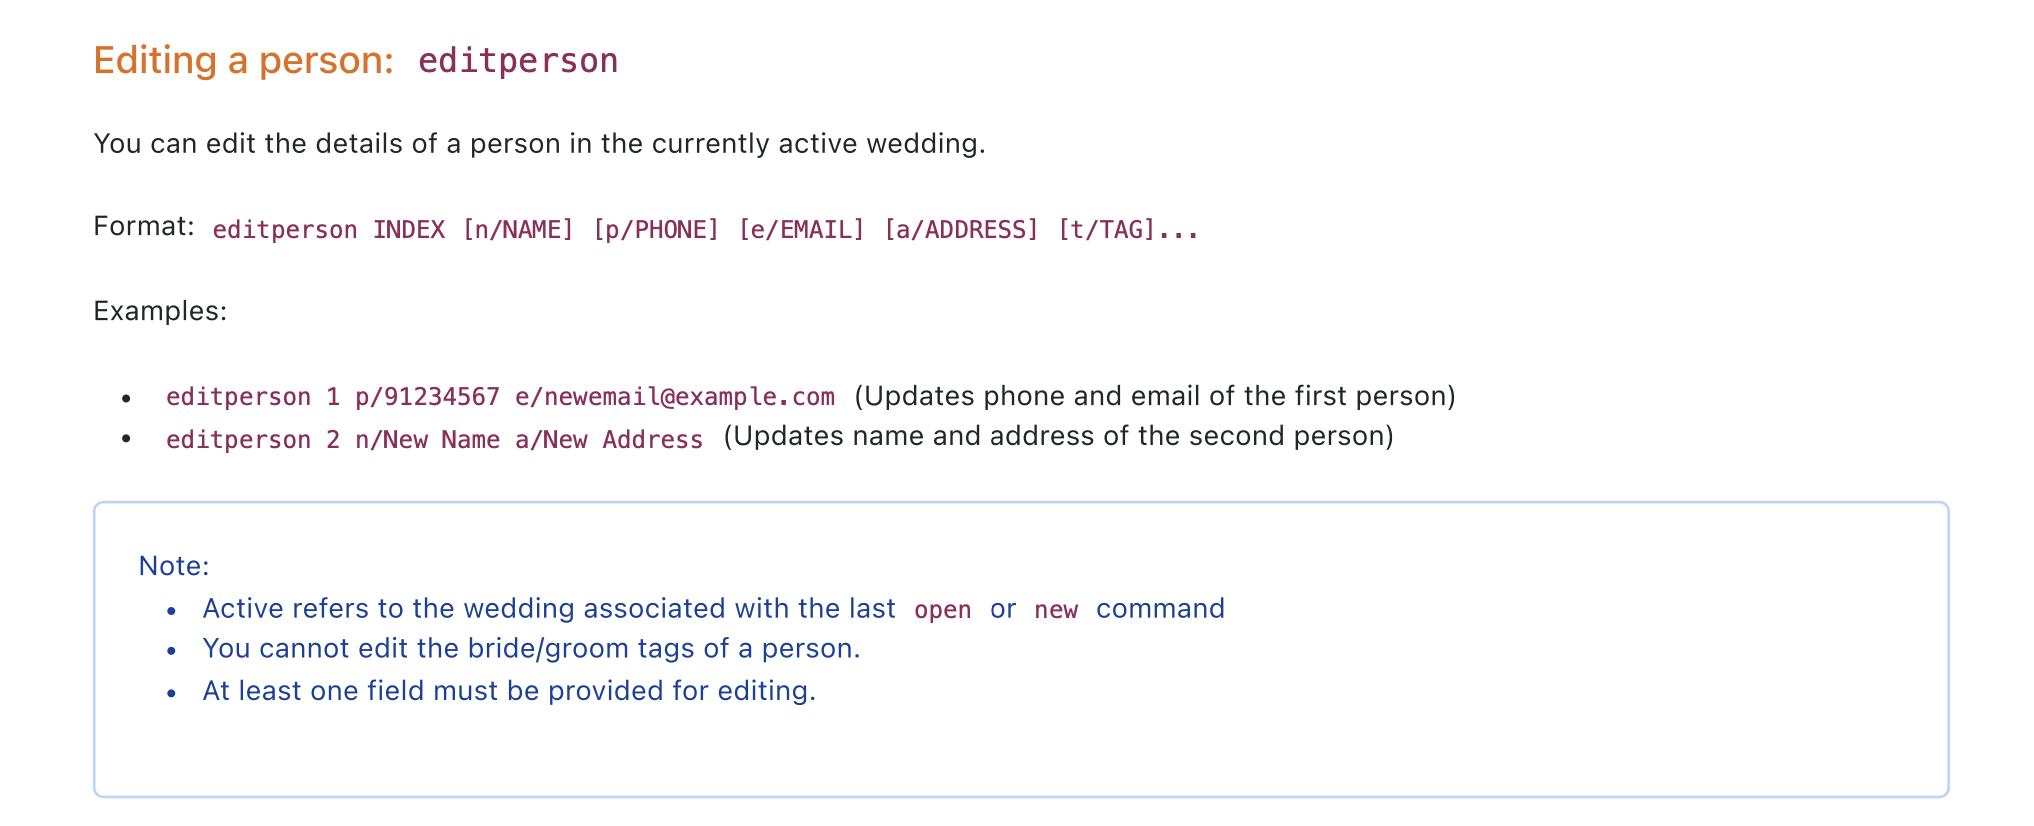 Editing a person: editperson
You can edit the details of a person in the currently active wedding.
Format: editperson INDEX [n/NAME] [p/PHONE] [e/EMAIL] [a/ADDRESS] [t/TAG]...
Examples:
• editperson 1 p/91234567 e/newemail@example.com (Updates phone and email of the first person)
• editperson 2 n/New Name a/New Address (Updates name and address of the second person)
Note:
• Active refers to the wedding associated with the last open or new command
• You cannot edit the bride/groom tags of a person.
• At least one field must be provided for editing.